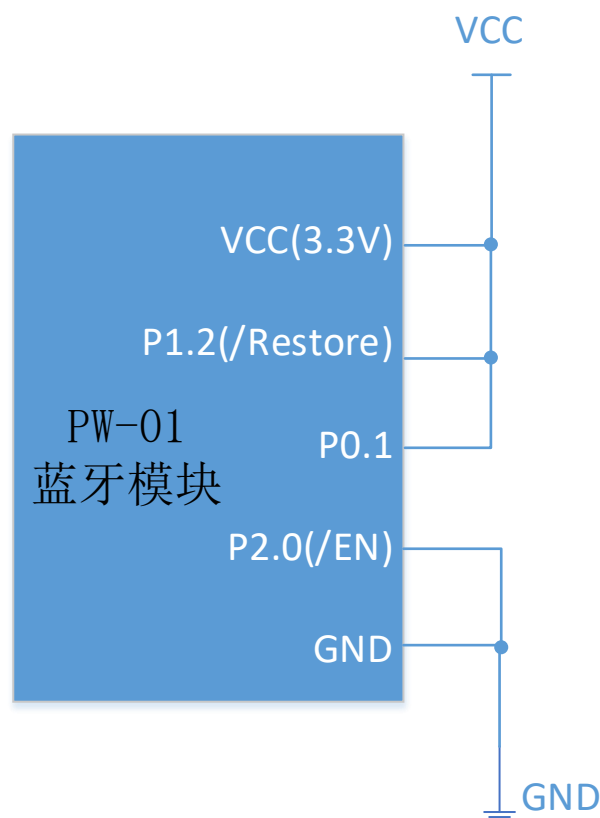 VCC
VCC(3.3V)
P1.2(/Restore)
PW-01
蓝牙模块
P0.1
P2.0(/EN)
GND
GND